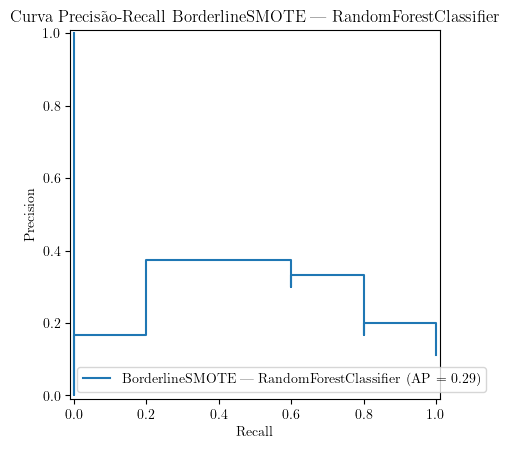 Curva Precisão-Recall BorderlineSMOTE — RandomForestClassifier
1.0
0.8
0.6
0.4
0.2
0.0
Precision
BorderlineSMOTE — RandomForestClassifier (AP = 0.29)
0.0 0.2 0.4 0.6 0.8 1.0
Recall